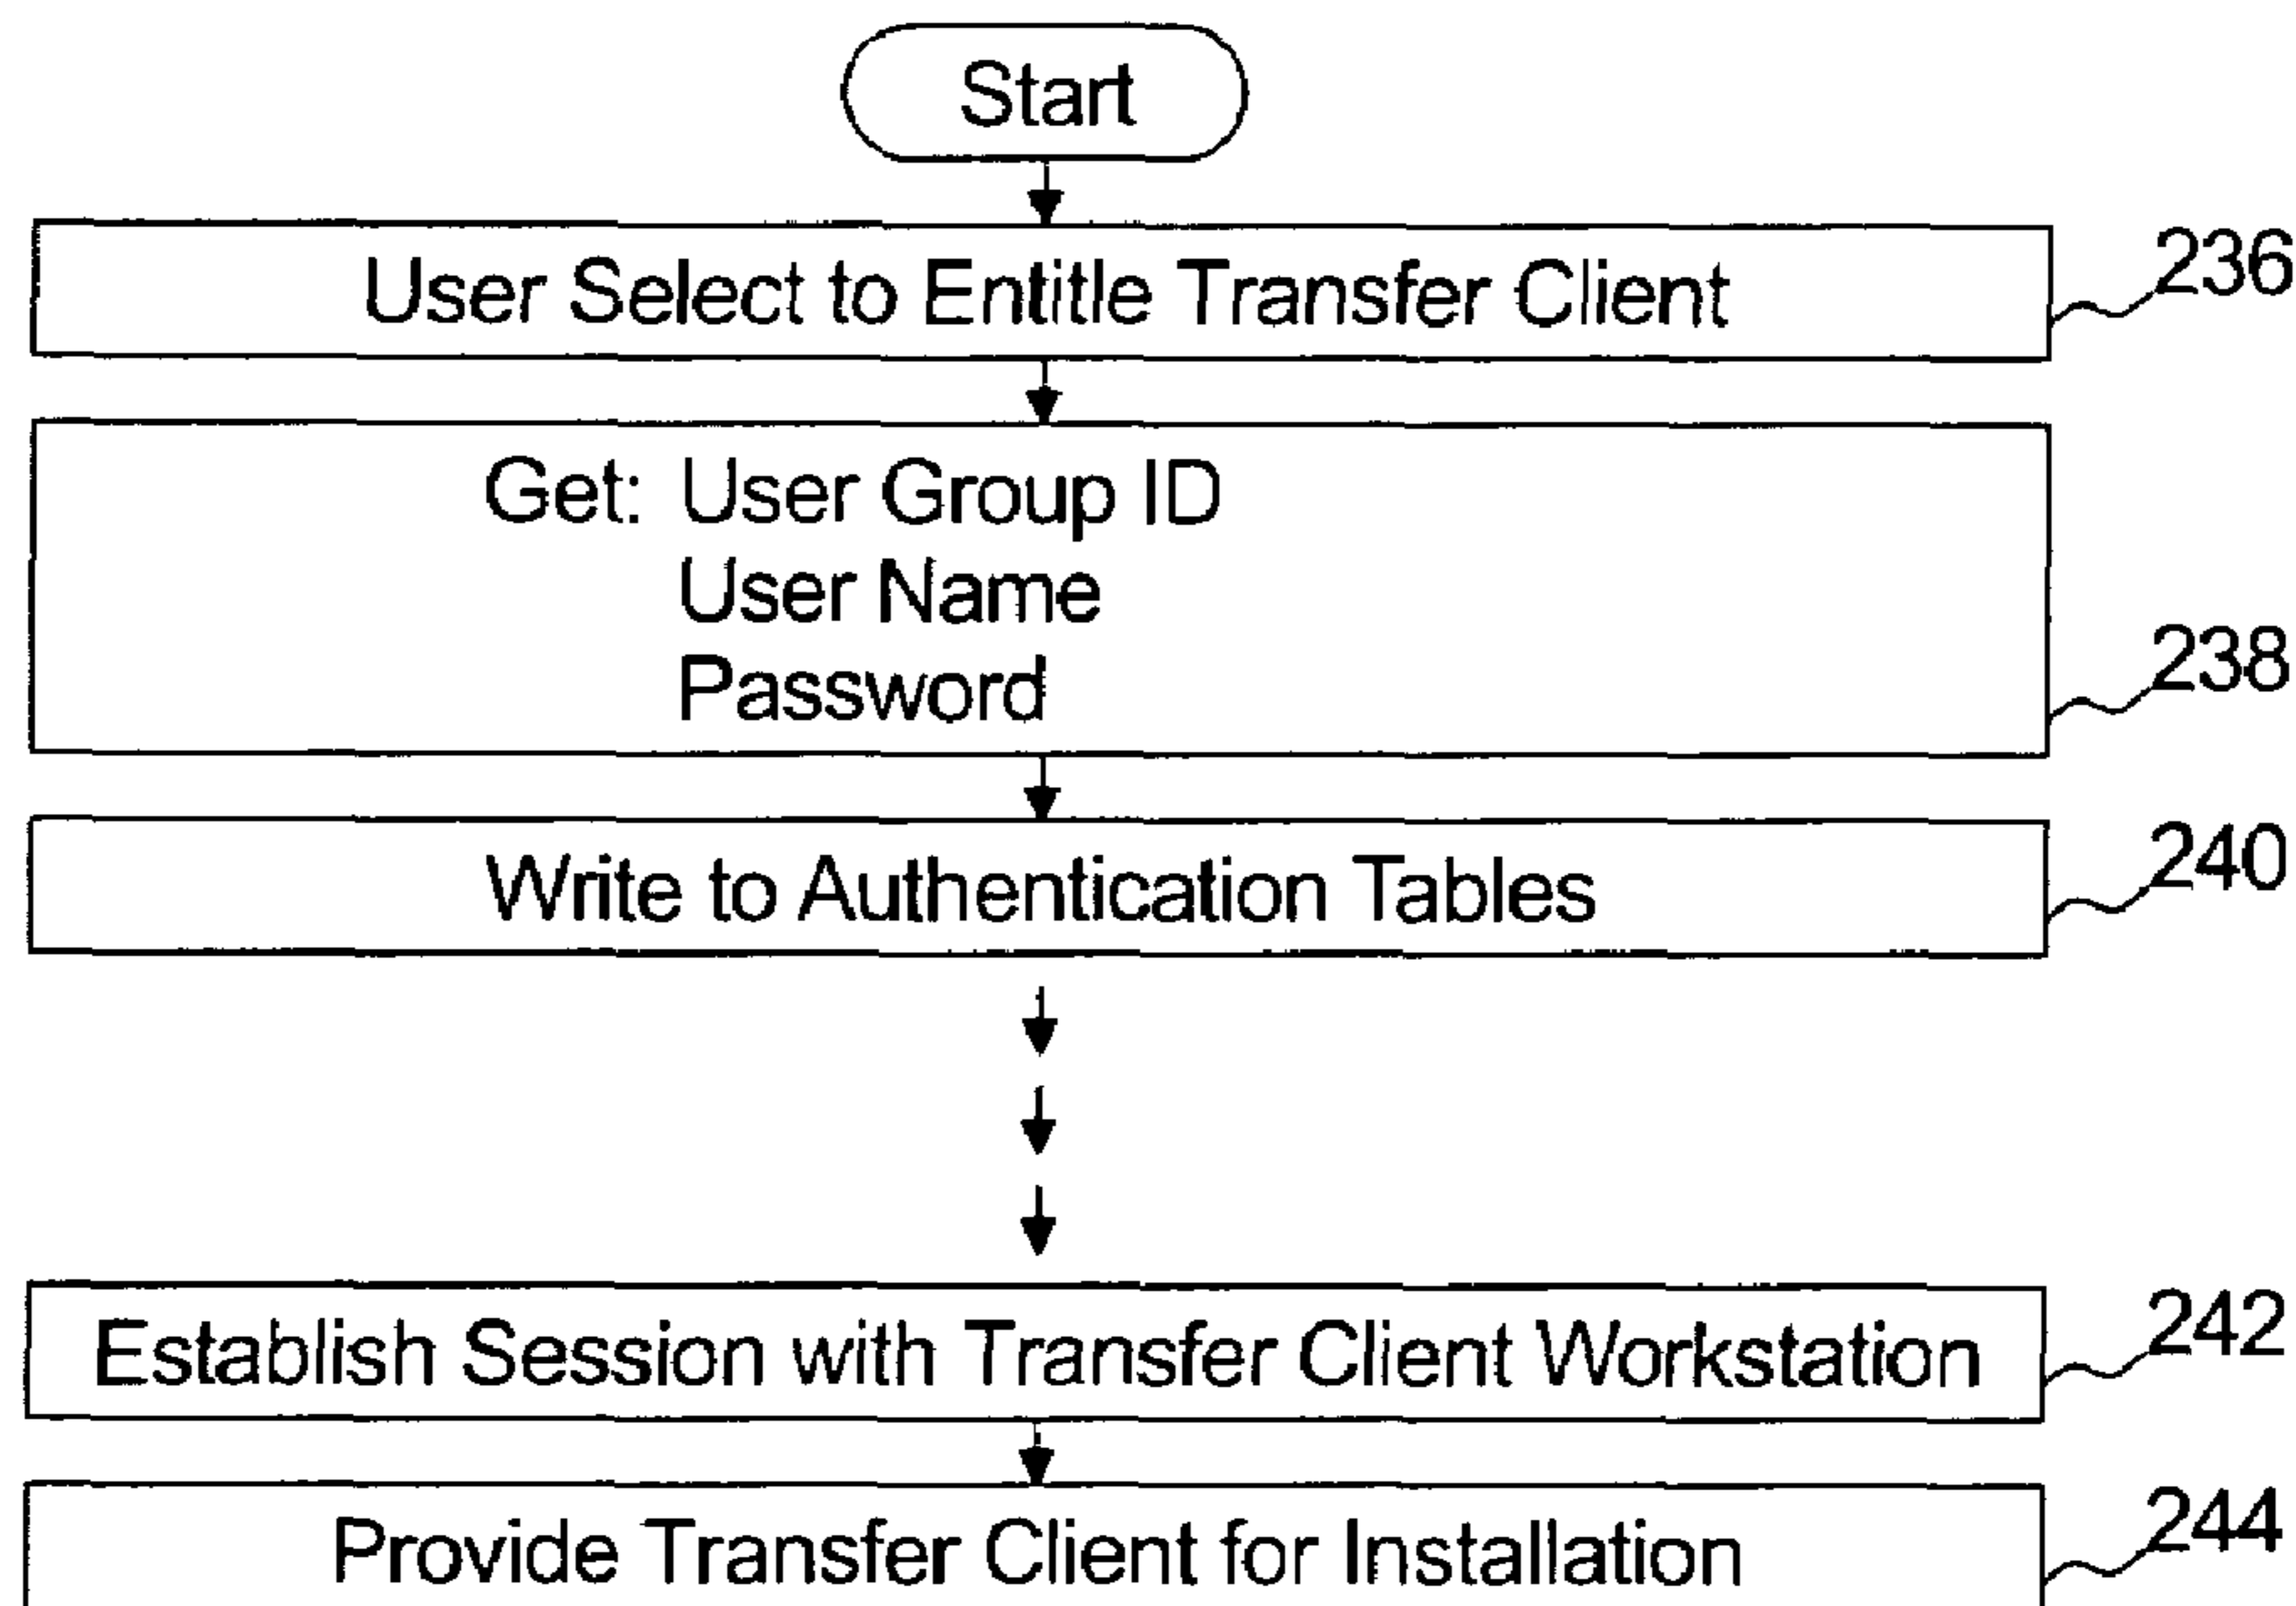 Start
User Select to Entitle Transfer Client
236
Get: User Group ID
User Name
Password
238
Write to Authentication Tables
240
Establish Session with Transfer Client Workstation
242
Provide Transfer Client for Installation
244